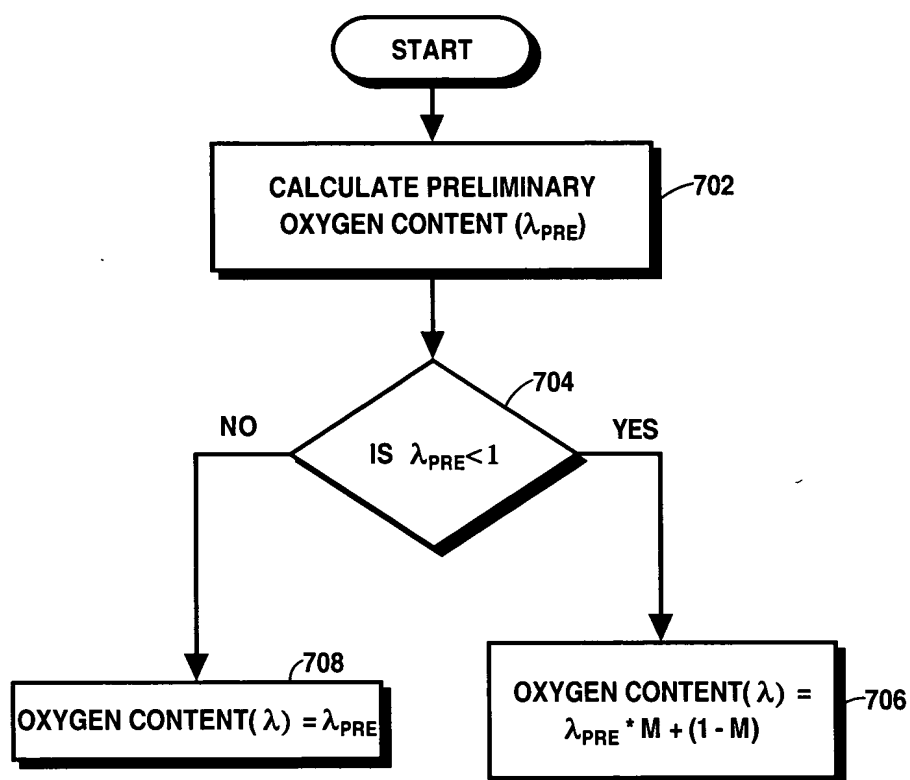 START
CALCULATE PRELIMINARY
OXYGEN CONTENT (λPRE)
702
704
NO
IS λPRE<1
YES
708
OXYGEN CONTENT( λ) = λPRE
OXYGEN CONTENT( λ) =
λPRE * M + (1 - M)
706